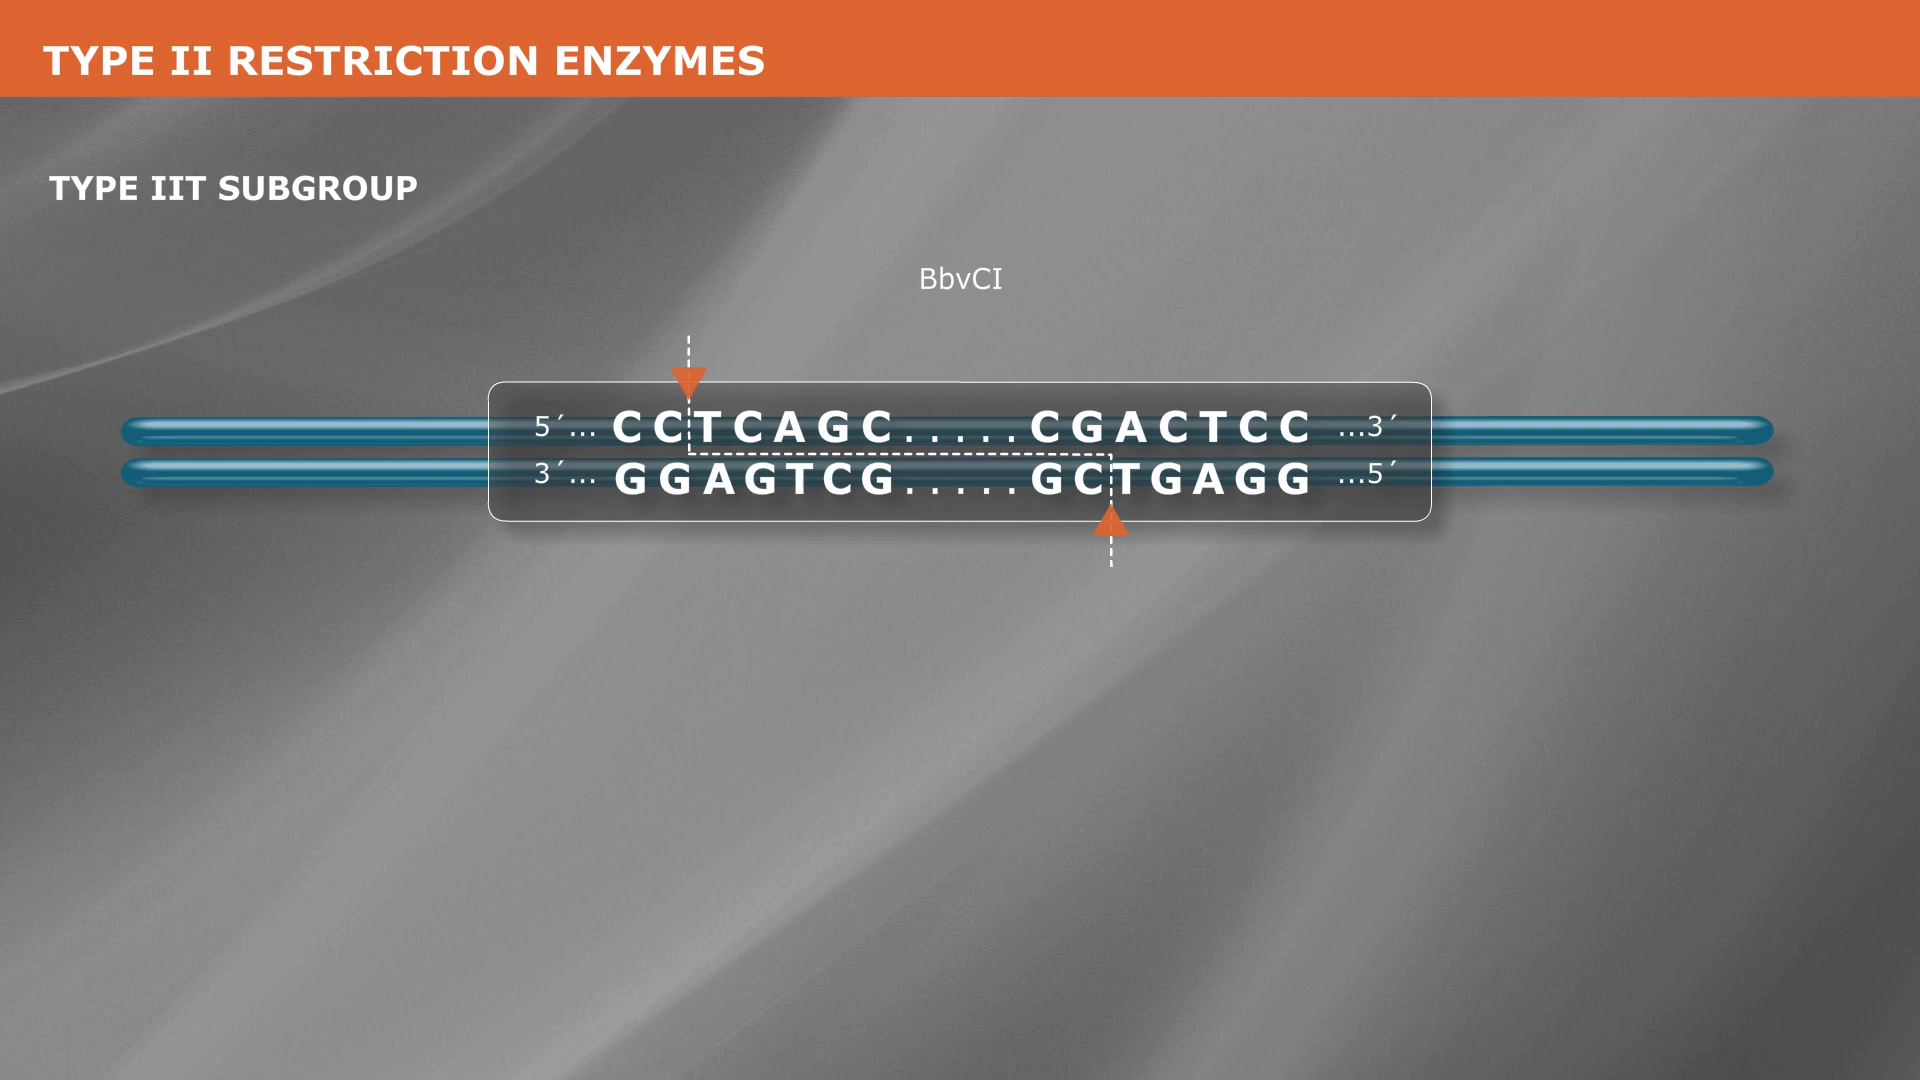 TYPE II RESTRICTION ENZYMES
TYPE IIT SUBGROUP
BbvCI
5´... CCTCAGC.....CGACTCC ...3´
3´... GGAGTCG.....GCTGAGG ...5´